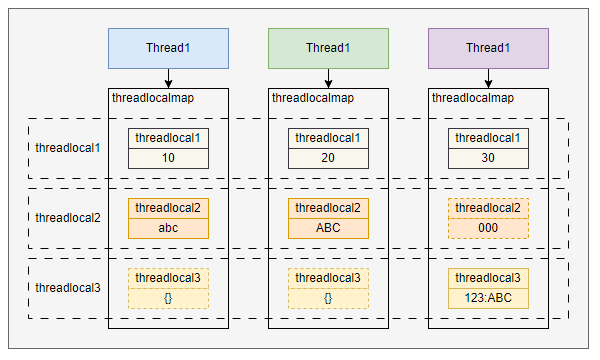 Thread1
Thread1
Thread1
threadlocalmap
threadlocalmap
threadlocalmap
threadlocal1
threadlocal1
10
threadlocal1
20
threadlocal1
30
threadlocal2
threadlocal2
abc
threadlocal2
ABC
threadlocal2
000
threadlocal3
threadlocal3
{}
threadlocal3
{}
threadlocal3
123:ABC